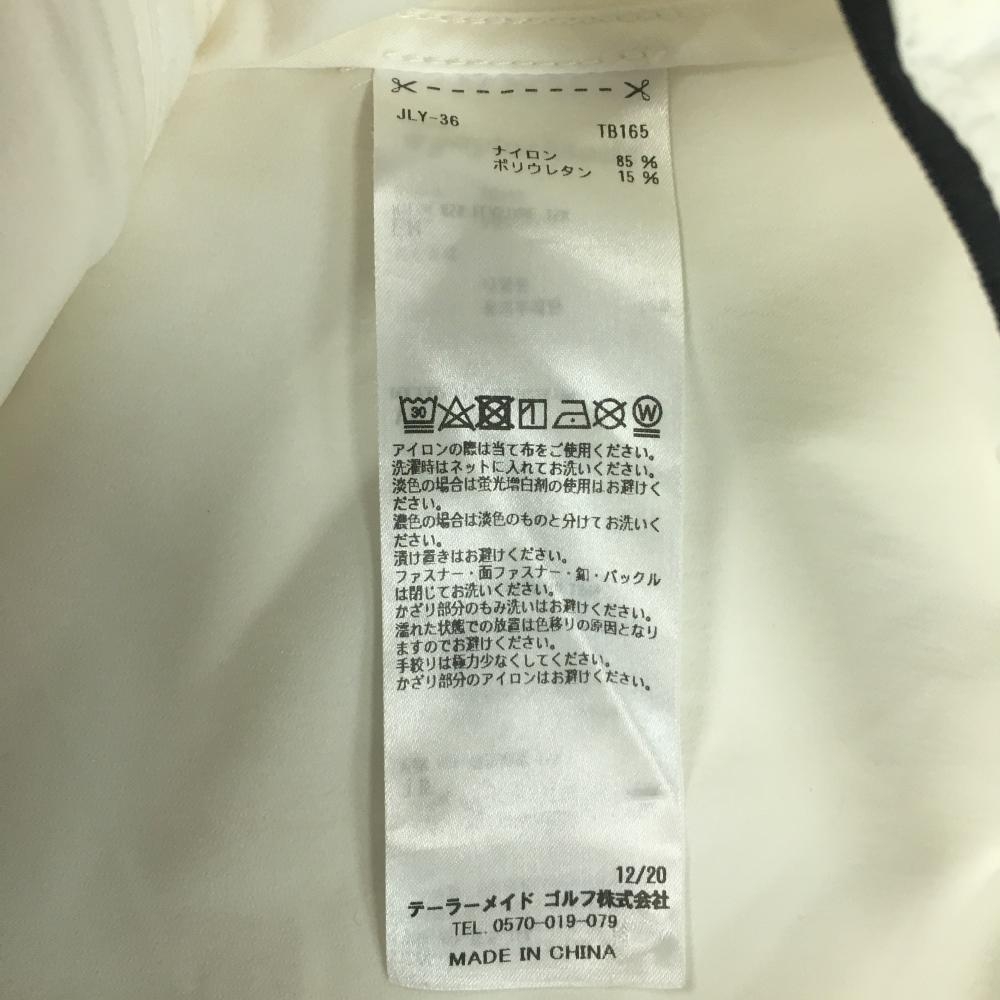 JLY-36
TB165
ナイロン 85 %
ポリウレタン 15 %
30 W
アイロンの際は当て布をご使用ください。
洗濯時はネットに入れてお洗いください。
淡色の場合は蛍光増白剤の使用はお避けく
ださい。
濃色の場合は淡色のものと分けてお洗いく
ださい。
漬け置きはお避けください。
ファスナー・面ファスナー・釦・バックル
は閉じてお洗いください。
かざり部分のもみ洗いはお避けください。
濡れた状態での放置は色移りの原因となり
ますのでお避けください。
手絞りは極力少なくしてください。
かざり部分のアイロンはお避けください。
12/20
テーラーメイド ゴルフ株式会社
TEL. 0570-019-079
MADE IN CHINA